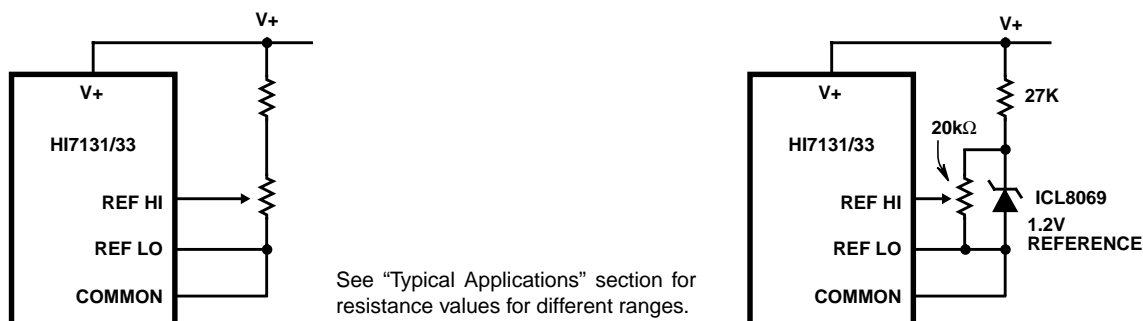 V+
V+
HI7131/33
REF HI
REF LO
COMMON
See “Typical Applications” section for
resistance values for different ranges.
V+
V+
27K
20kΩ
HI7131/33
REF HI
ICL8069
1.2V
REFERENCE
REF LO
COMMON